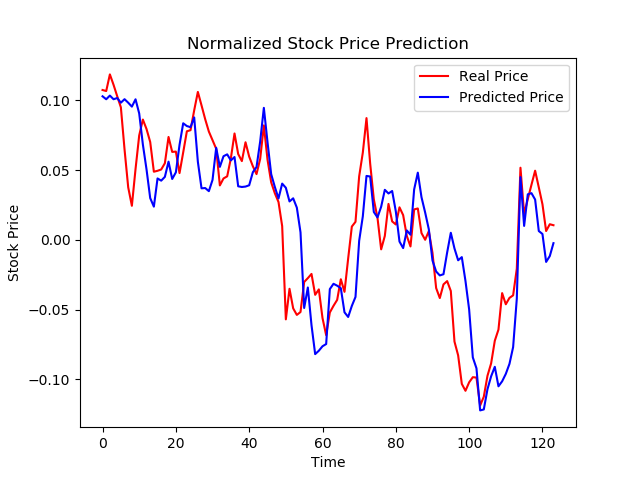 Normalized Stock Price Prediction
Real Price
Predicted Price
Stock Price
0.10
0.05
0.00
−0.05
−0.10
0 20 40 60 80 100 120
Time